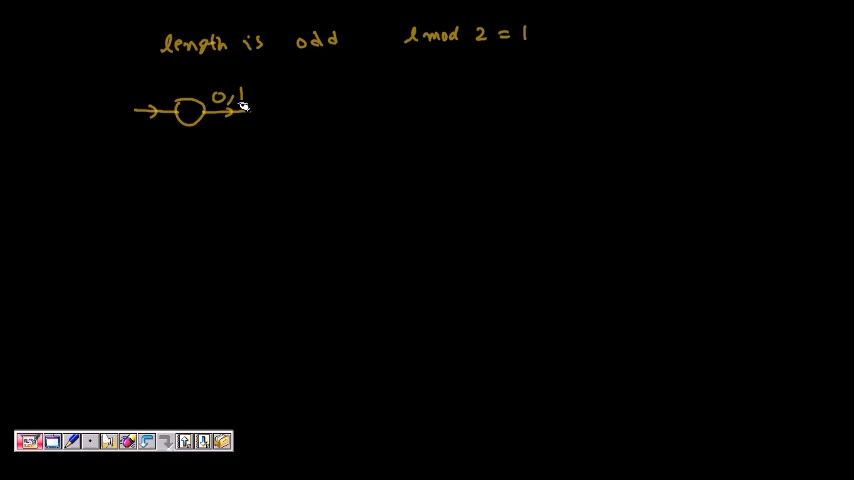 length is odd l mod 2 = 1
0,1